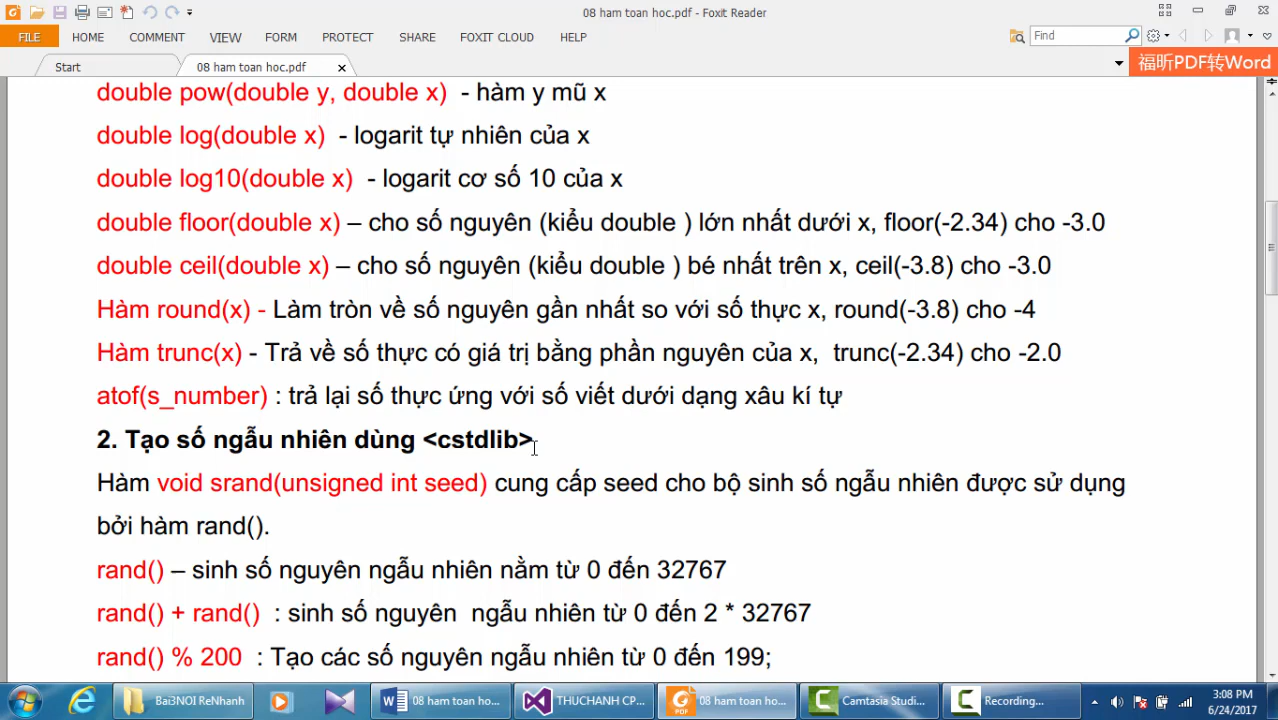 08 ham toan hoc.pdf - Foxit Reader
FILE HOME COMMENT VIEW FORM PROTECT SHARE FOXIT CLOUD HELP Find
Start 08 ham toan hoc.pdf 福昕PDF转Word
double pow(double y, double x) - hàm y mũ x
double log(double x) - logarit tự nhiên của x
double log10(double x) - logarit cơ số 10 của x
double floor(double x) – cho số nguyên (kiểu double ) lớn nhất dưới x, floor(-2.34) cho -3.0
double ceil(double x) – cho số nguyên (kiểu double ) bé nhất trên x, ceil(-3.8) cho -3.0
Hàm round(x) - Làm tròn về số nguyên gần nhất so với số thực x, round(-3.8) cho -4
Hàm trunc(x) - Trả về số thực có giá trị bằng phần nguyên của x, trunc(-2.34) cho -2.0
atof(s_number) : trả lại số thực ứng với số viết dưới dạng xâu kí tự
2. Tạo số ngẫu nhiên dùng <cstdlib>
Hàm void srand(unsigned int seed) cung cấp seed cho bộ sinh số ngẫu nhiên được sử dụng
bởi hàm rand().
rand() – sinh số nguyên ngẫu nhiên nằm từ 0 đến 32767
rand() + rand() : sinh số nguyên ngẫu nhiên từ 0 đến 2 * 32767
rand() % 200 : Tạo các số nguyên ngẫu nhiên từ 0 đến 199;
Bai3NOI ReNhanh 08 ham toan ho... THUCHANH CP... 08 ham toan ho... Camtasia Studi... Recording... 3:08 PM
6/24/2017